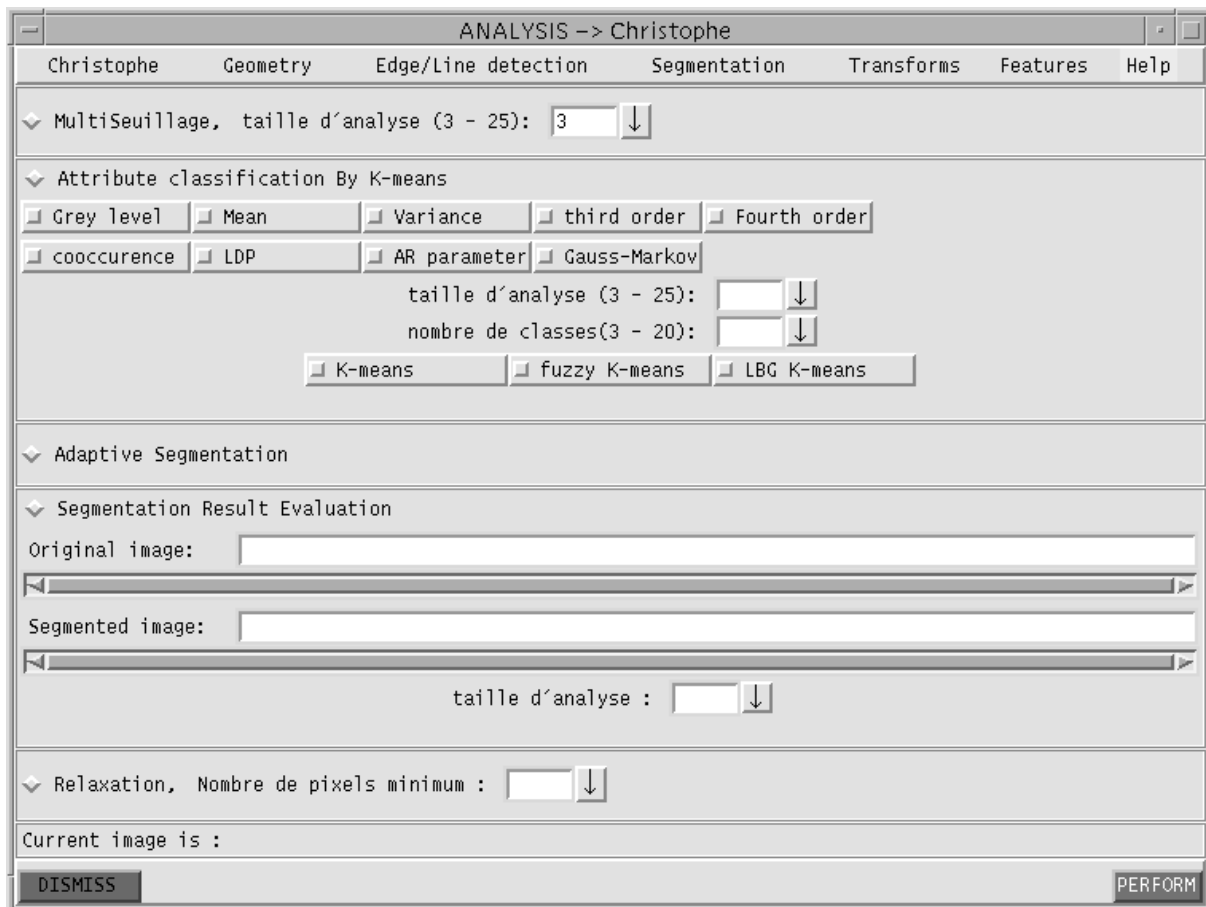 ANALYSIS –> Christophe
Christophe Geometry Edge/Line detection Segmentation Transforms Features Help
MultiSeuillage, taille d´analyse (3 - 25): 3
Attribute classification By K-means
Grey level Mean Variance third order Fourth order
cooccurence LDP AR parameter Gauss-Markov
taille d´analyse (3 - 25):
nombre de classes(3 - 20):
K-means fuzzy K-means LBG K-means
Adaptive Segmentation
Segmentation Result Evaluation
Original image:
Segmented image:
taille d´analyse :
Relaxation, Nombre de pixels minimum :
Current image is :
DISMISS PERFORM